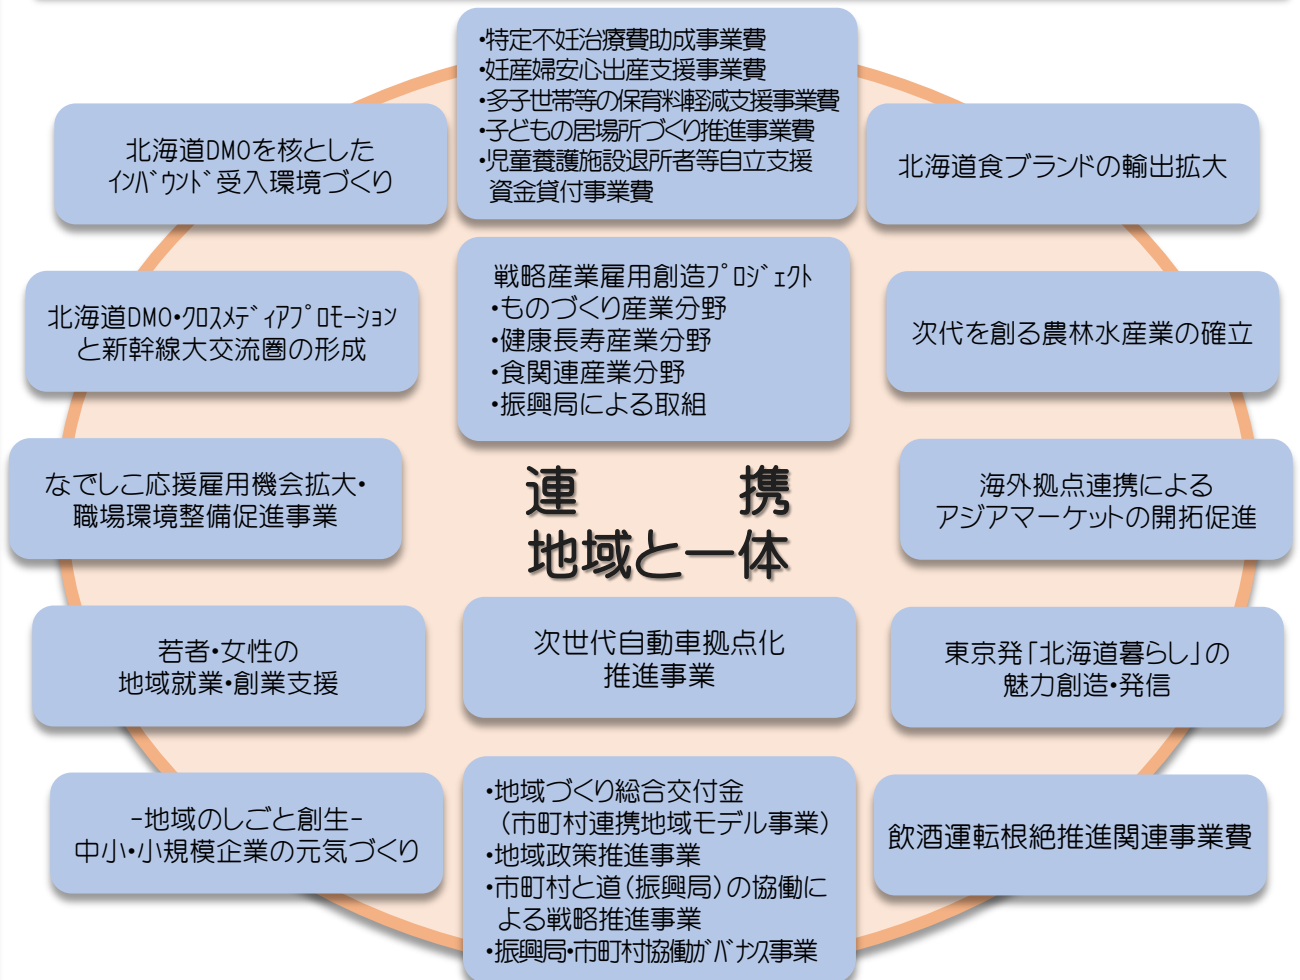 ・特定不妊治療費助成事業費
・妊産婦安心出産支援事業費
・多子世帯等の保育料軽減支援事業費
・子どもの居場所づくり推進事業費
・児童養護施設退所者等自立支援
資金貸付事業費
北海道DMOを核とした
ｲﾝﾊﾞｳﾝﾄﾞ受入環境づくり
北海道食ブランドの輸出拡大
戦略産業雇用創造ﾌﾟﾛｼﾞｪｸﾄ
・ものづくり産業分野
・健康長寿産業分野
・食関連産業分野
・振興局による取組
北海道DMO・ｸﾛｽﾒﾃﾞｨｱﾌﾟﾛﾓｰｼｮﾝ
と新幹線大交流圏の形成
次代を創る農林水産業の確立
なでしこ応援雇用機会拡大・
職場環境整備促進事業
連　　　携
地域と一体
海外拠点連携による
アジアマーケットの開拓促進
若者・女性の
地域就業・創業支援
次世代自動車拠点化
推進事業
東京発「北海道暮らし」の
魅力創造・発信
-地域のしごと創生-
中小・小規模企業の元気づくり
・地域づくり総合交付金
（市町村連携地域モデル事業）
・地域政策推進事業
・市町村と道（振興局）の協働に
よる戦略推進事業
・振興局・市町村協働ｶﾞﾊﾞﾅﾝｽ事業
飲酒運転根絶推進関連事業費